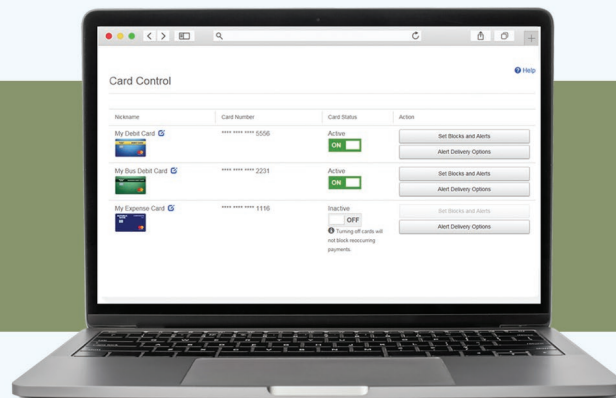 Help
Card Control
Nickname Card Number Card Status Action
My Debit Card **** **** **** 5556 Active Set Blocks and Alerts
ON
Alert Delivery Options
My Bus Debit Card **** **** **** 2231 Active Set Blocks and Alerts
ON
Alert Delivery Options
My Expense Card **** **** **** 1116 Inactive Set Blocks and Alerts
OFF
Alert Delivery Options
Turning off cards will
not block reoccurring
payments.